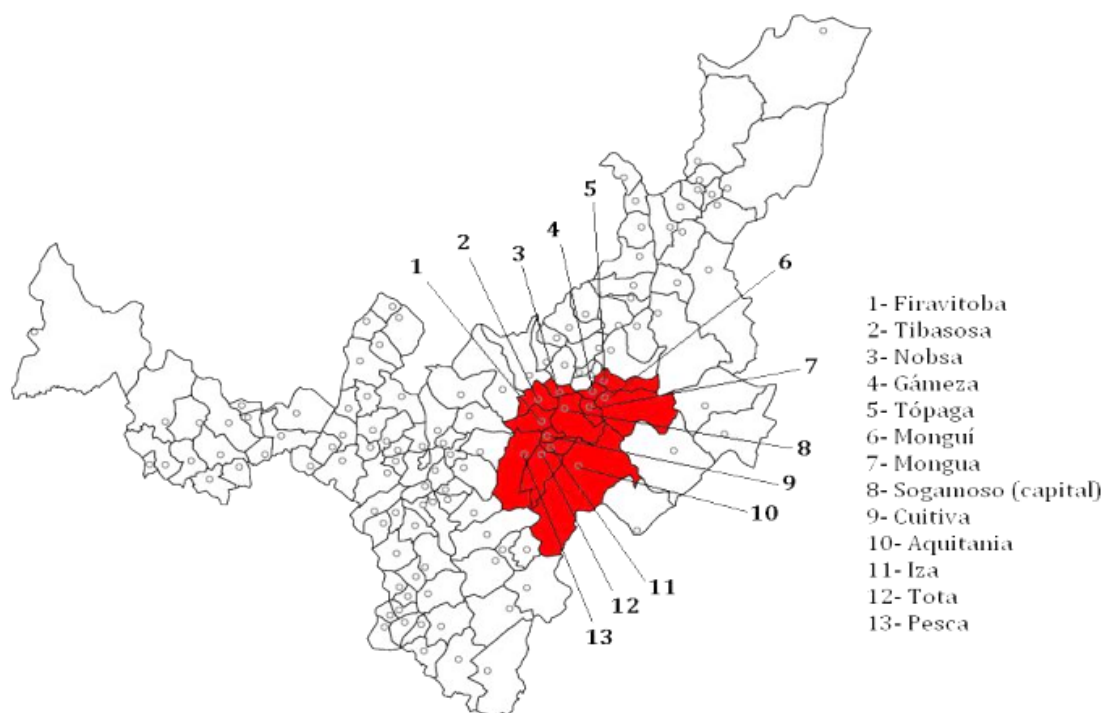 5
4
2
3
1
6
7
8
9
10
11
12
13
1- Firavitoba
2- Tibasosa
3- Nobsa
4- Gámeza
5- Tópaga
6- Monguí
7- Mongua
8- Sogamoso (capital)
9- Cuitiva
10- Aquitania
11- Iza
12- Tota
13- Pesca